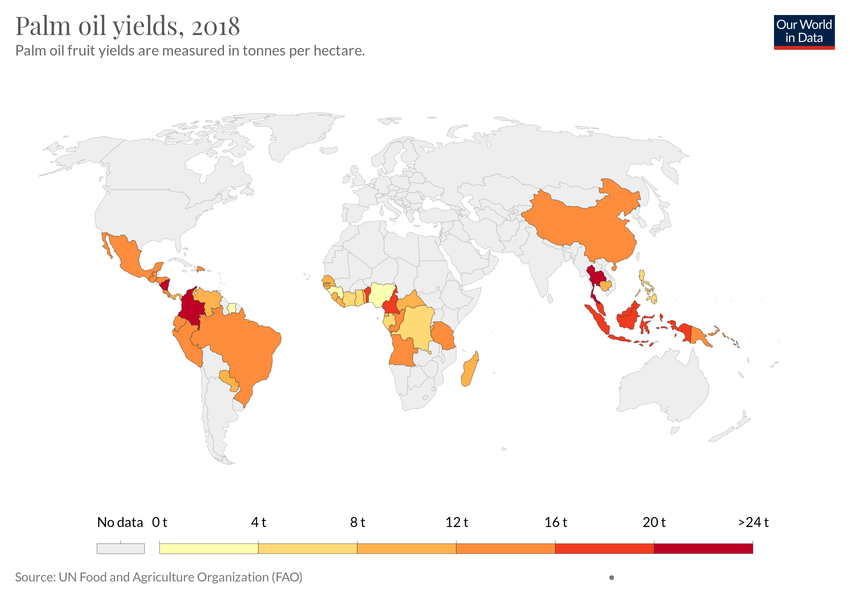 Palm oil yields, 2018
Our World
in Data
Palm oil fruit yields are measured in tonnes per hectare.
No data 0 t 4 t 8 t 12 t 16 t 20 t >24 t
Source: UN Food and Agriculture Organization (FAO)